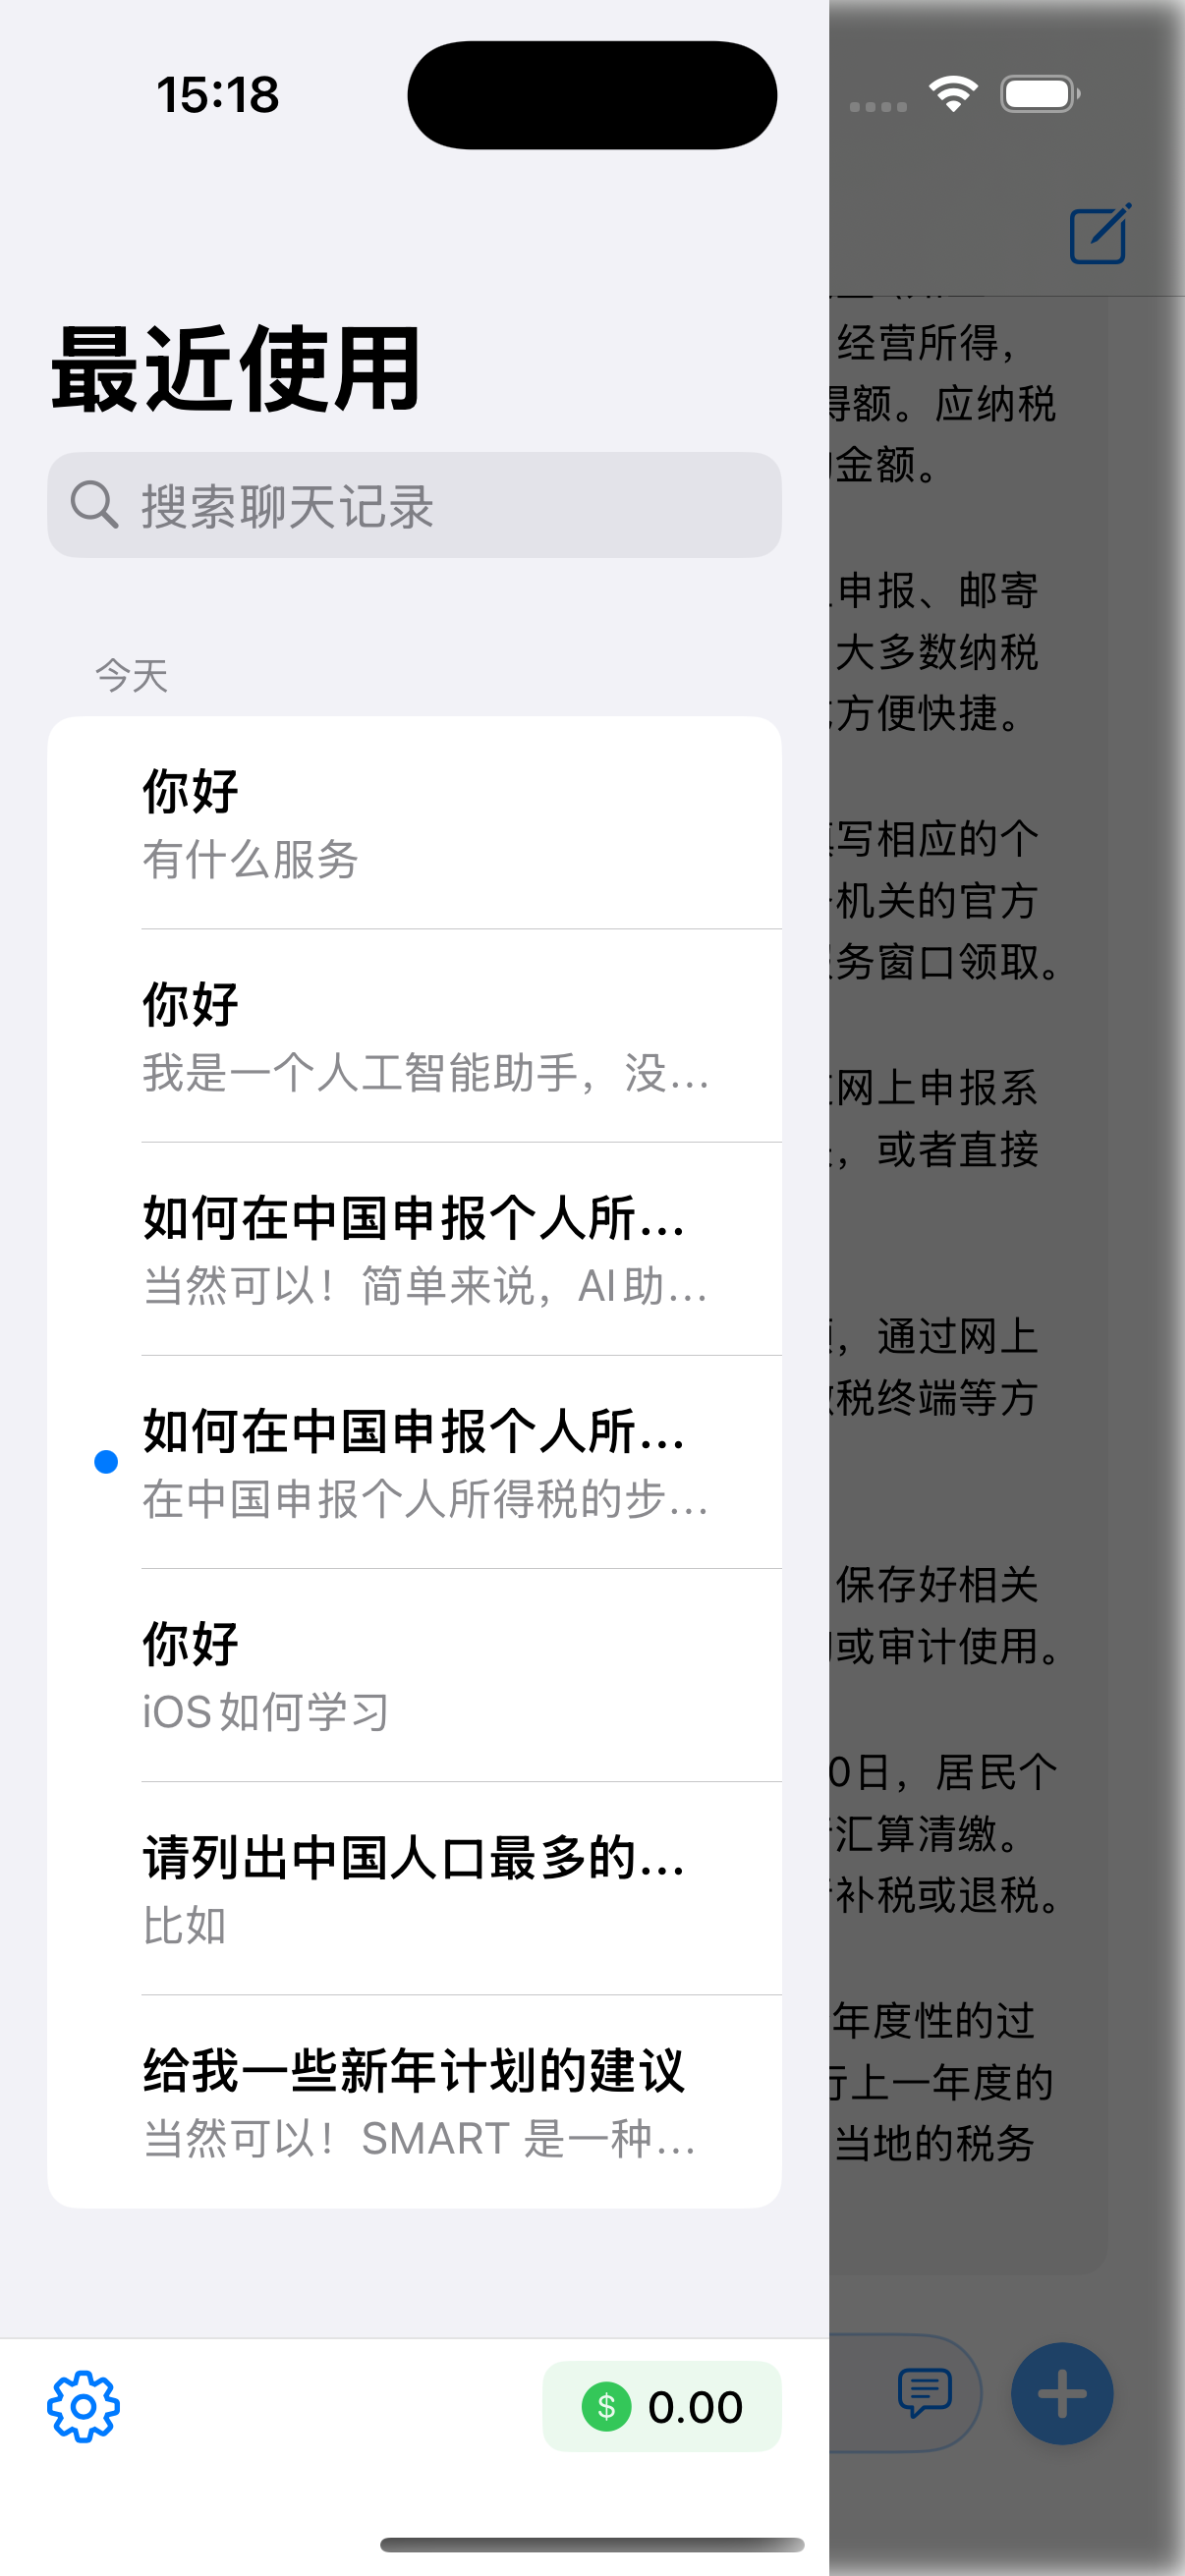 15:18
最近使用
搜索聊天记录
今天
你好
有什么服务
你好
我是一个人工智能助手，没...
如何在中国申报个人所...
当然可以！简单来说，AI助...
如何在中国申报个人所...
在中国申报个人所得税的步...
你好
iOS如何学习
请列出中国人口最多的...
比如
给我一些新年计划的建议
当然可以！SMART 是一种...
$ 0.00
经营所得，
得额。应纳税
金额。
申报、邮寄
大多数纳税
方便快捷。
写相应的个
机关的官方
务窗口领取。
网上申报系
，或者直接
，通过网上
税终端等方
保存好相关
或审计使用。
0日，居民个
汇算清缴。
补税或退税。
年度性的过
行上一年度的
当地的税务